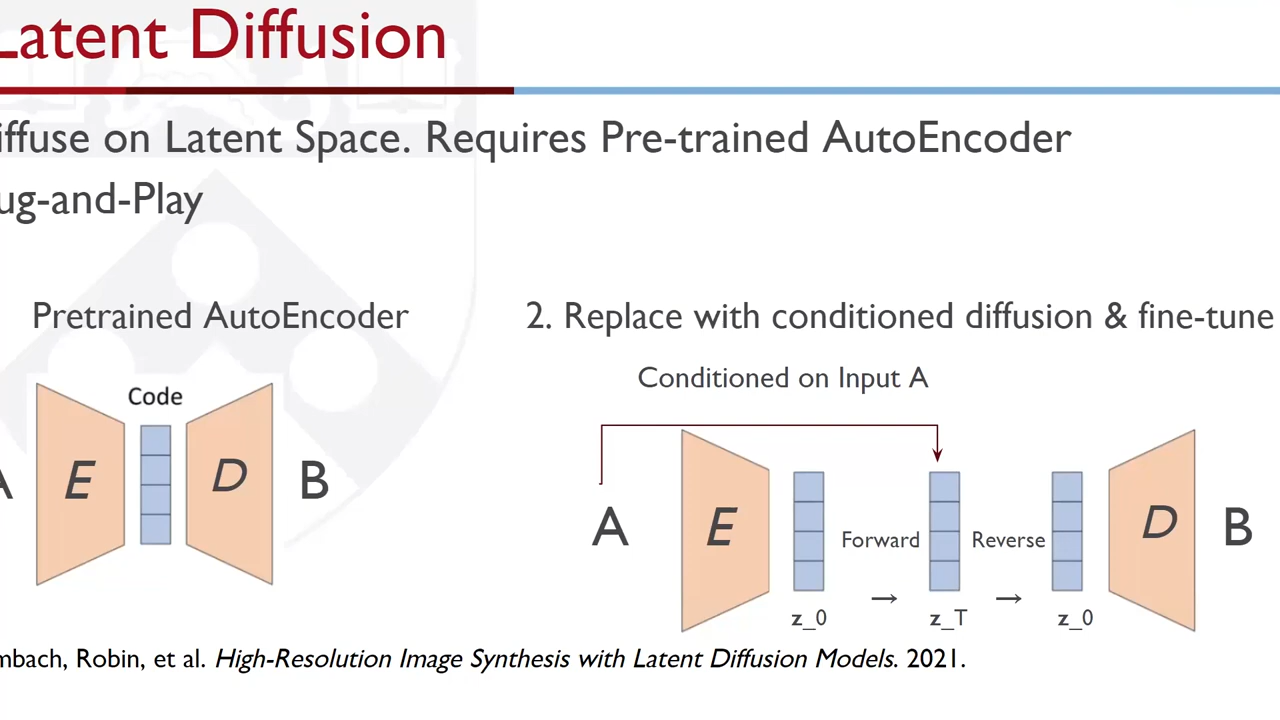 Latent Diffusion
iffuse on Latent Space. Requires Pre-trained AutoEncoder
ug-and-Play
Pretrained AutoEncoder
2. Replace with conditioned diffusion & fine-tune
Conditioned on Input A
Code
A E D B
A E Forward Reverse D B
→ →
z_0 z_T z_0
mbach, Robin, et al. High-Resolution Image Synthesis with Latent Diffusion Models. 2021.